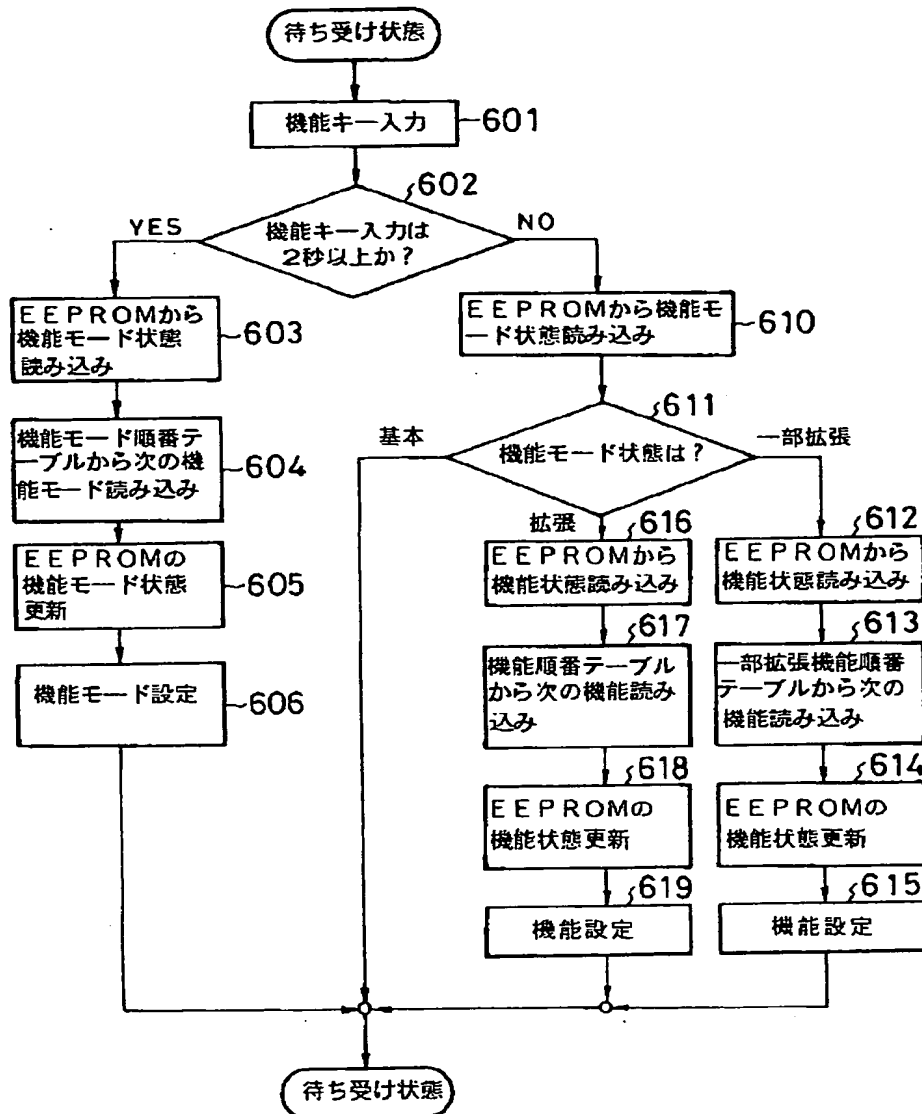 待ち受け状態
機能キー入力
601
602
機能キー入力は
2秒以上か?
YES
NO
EEPROMから
機能モード状態
読み込み
603
EEPROMから機能モ
ード状態読み込み
610
機能モード順番テ
ーブルから次の機
能モード読み込み
604
611
機能モード状態は?
基本
一部拡張
拡張
EEPROMの
機能モード状態
更新
605
616
EEPROMから
機能状態読み込み
612
EEPROMから
機能状態読み込み
機能モード設定
606
617
機能順番テーブル
から次の機能読み
込み
613
一部拡張機能順番
テーブルから次の
機能読み込み
618
EEPROMの
機能状態更新
614
EEPROMの
機能状態更新
619
機能設定
615
機能設定
待ち受け状態